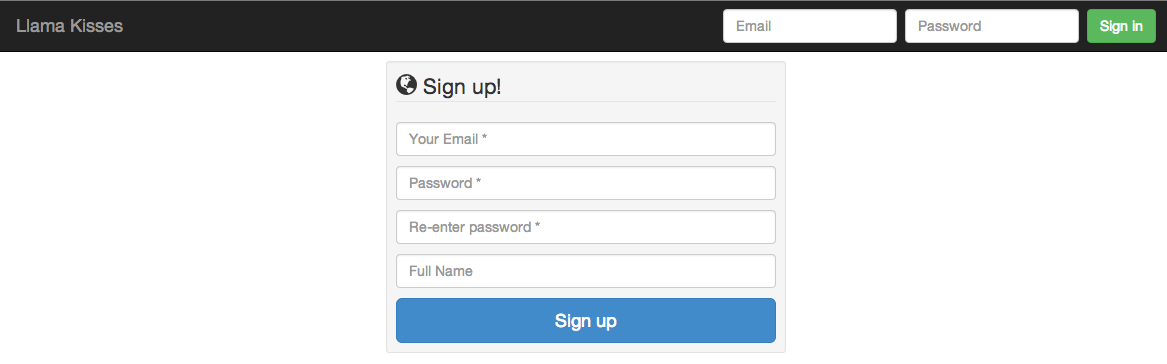 Llama Kisses Email Password Sign in
Sign up!
Your Email *
Password *
Re-enter password *
Full Name
Sign up